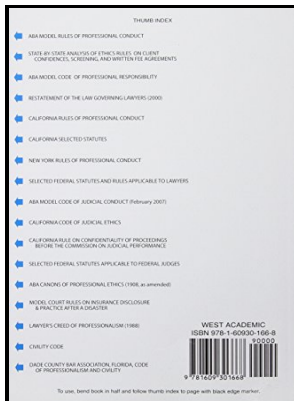 THUMB INDEX
ABA MODEL RULES OF PROFESSIONAL CONDUCT
STATE-BY-STATE ANALYSIS OF ETHICS RULES ON CLIENT
CONFIDENCES, SCREENING, AND WRITTEN FEE AGREEMENTS
ABA MODEL CODE OF PROFESSIONAL RESPONSIBILITY
RESTATEMENT OF THE LAW GOVERNING LAWYERS (2000)
CALIFORNIA RULES OF PROFESSIONAL CONDUCT
CALIFORNIA SELECTED STATUTES
NEW YORK RULES OF PROFESSIONAL CONDUCT
SELECTED FEDERAL STATUTES AND RULES APPLICABLE TO LAWYERS
ABA MODEL CODE OF JUDICIAL CONDUCT (February 2007)
CALIFORNIA CODE OF JUDICIAL ETHICS
CALIFORNIA RULE ON CONFIDENTIALITY OF PROCEEDINGS
BEFORE THE COMMISSION ON JUDICIAL PERFORMANCE
SELECTED FEDERAL STATUTES APPLICABLE TO FEDERAL JUDGES
ABA CANONS OF PROFESSIONAL ETHICS (1908, as amended)
MODEL COURT RULES ON INSURANCE DISCLOSURE
& PRACTICE AFTER A DISASTER
LAWYER'S CREED OF PROFESSIONALISM (1988)
CIVILITY CODE
DADE COUNTY BAR ASSOCIATION, FLORIDA, CODE
OF PROFESSIONALISM AND CIVILITY
WEST ACADEMIC
ISBN 978-1-60930-166-8
90000
9 781609 301668
To use, bend book in half and follow thumb index to page with black edge marker.